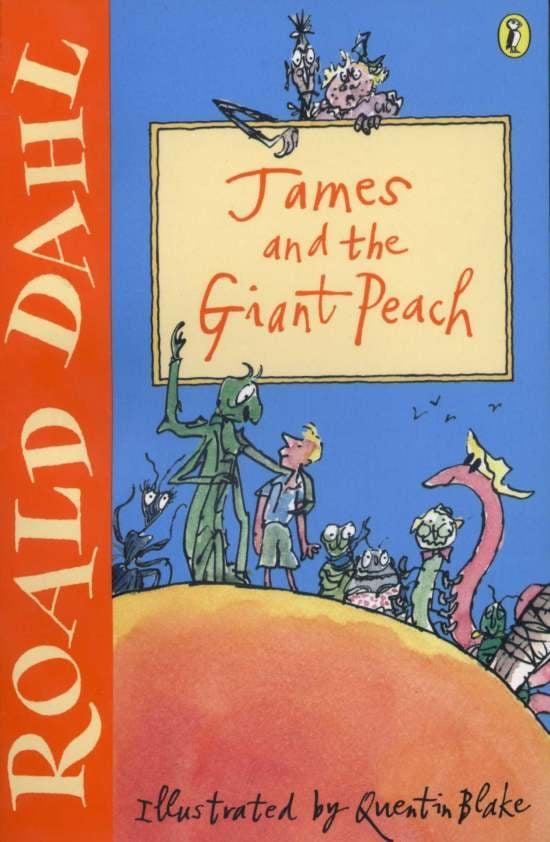 ROALD DAHL
James
and the
Giant Peach
Illustrated by Quentin Blake